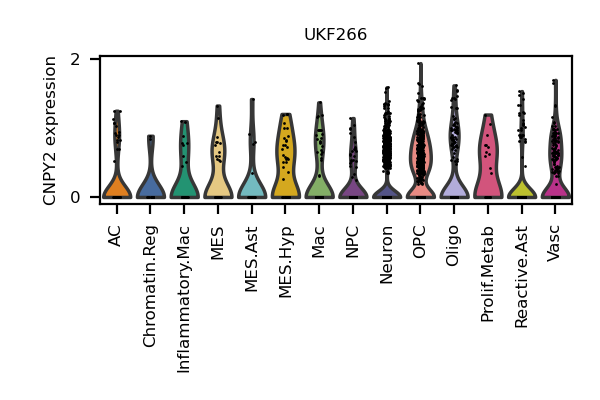 UKF266
CNPY2 expression
2
0
AC
Chromatin.Reg
Inflammatory.Mac
MES
MES.Ast
MES.Hyp
Mac
NPC
Neuron
OPC
Oligo
Prolif.Metab
Reactive.Ast
Vasc